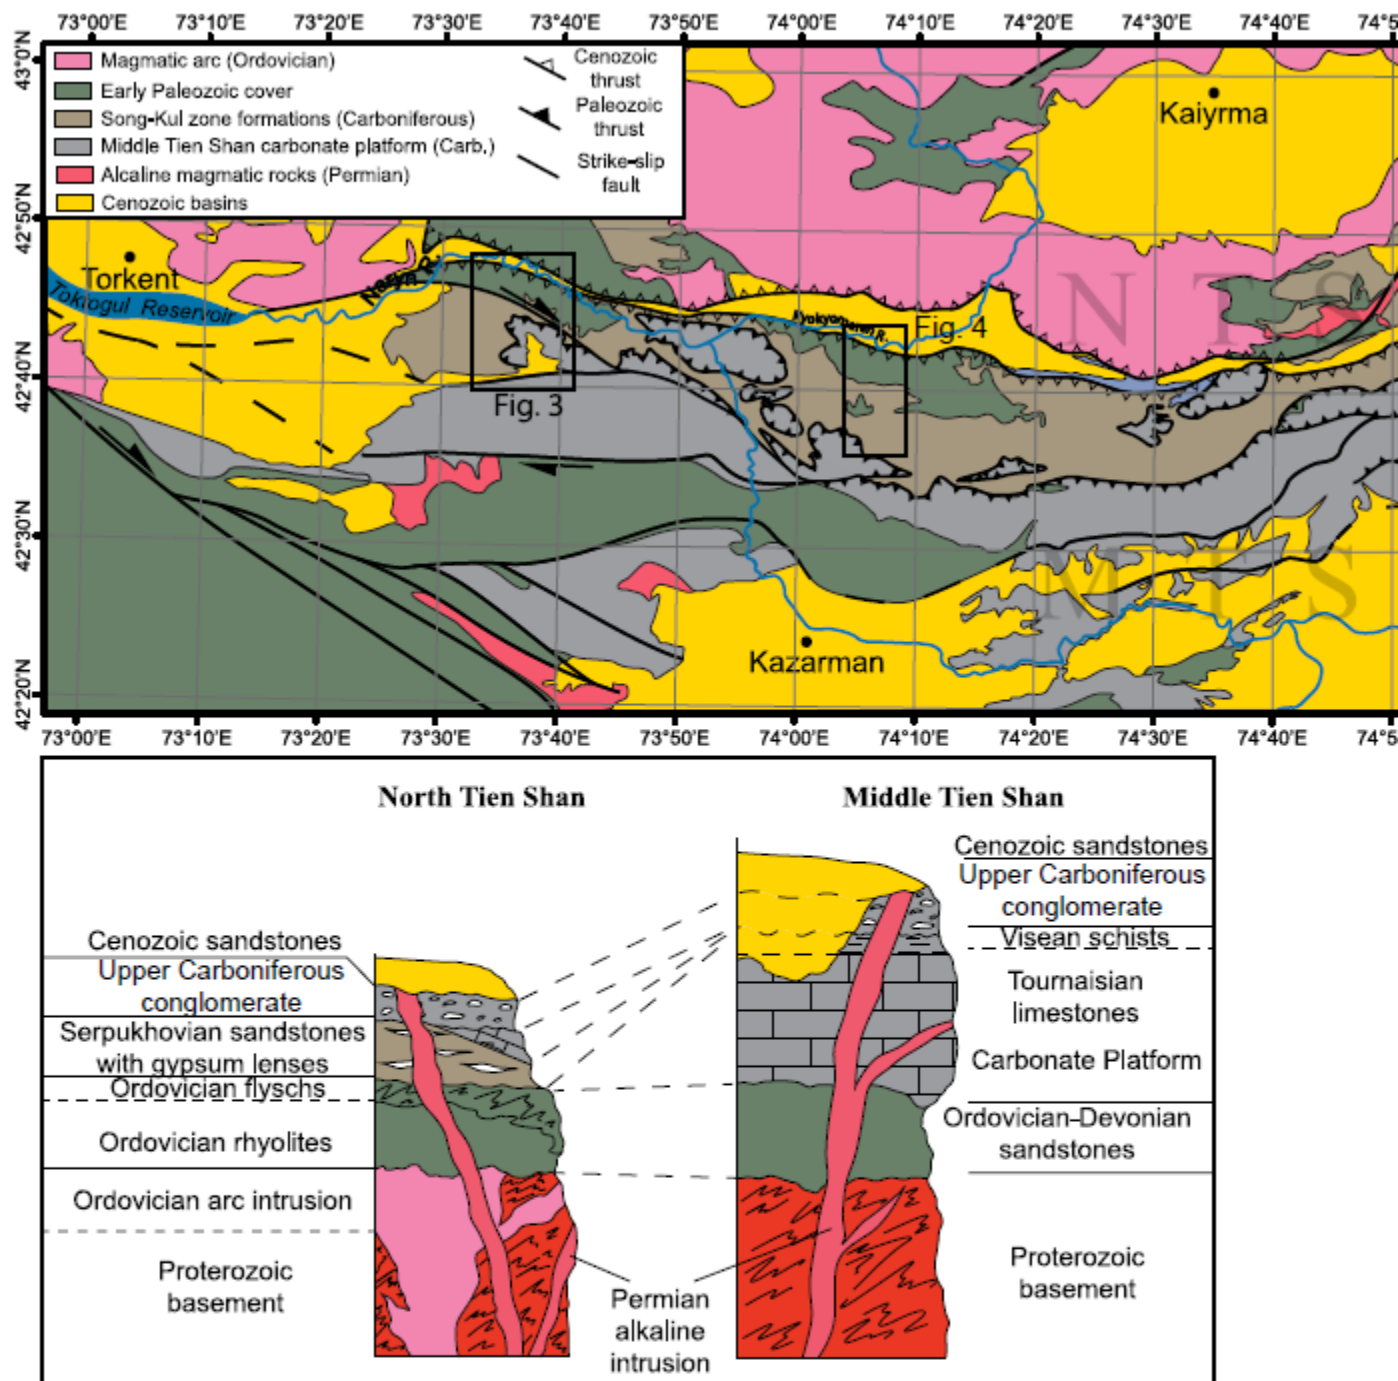 73°00'E 73°10'E 73°20'E 73°30'E 73°40'E 73°50'E 74°00'E 74°10'E 74°20'E 74°30'E 74°40'E 74°5
43°0'N
42°50'N
42°40'N
42°30'N
42°20'N
Magmatic arc (Ordovician)
Early Paleozoic cover
Song-Kul zone formations (Carboniferous)
Middle Tien Shan carbonate platform (Carb.)
Alcaline magmatic rocks (Permian)
Cenozoic basins
Cenozoic
thrust
Paleozoic
thrust
Strike-slip
fault
Kaiyrma
Torkent
Toktogul Reservoir
Naryn R.
Kyokyomeren R.
Fig. 4
Fig. 3
N T S
M T S
Kazarman
73°00'E 73°10'E 73°20'E 73°30'E 73°40'E 73°50'E 74°00'E 74°10'E 74°20'E 74°30'E 74°40'E 74°5
North Tien Shan
Cenozoic sandstones
Upper Carboniferous
conglomerate
Serpukhovian sandstones
with gypsum lenses
Ordovician flyschs
Ordovician rhyolites
Ordovician arc intrusion
Proterozoic
basement
Permian
alkaline
intrusion
Middle Tien Shan
Cenozoic sandstones
Upper Carboniferous
conglomerate
Visean schists
Tournaisian
limestones
Carbonate Platform
Ordovician-Devonian
sandstones
Proterozoic
basement